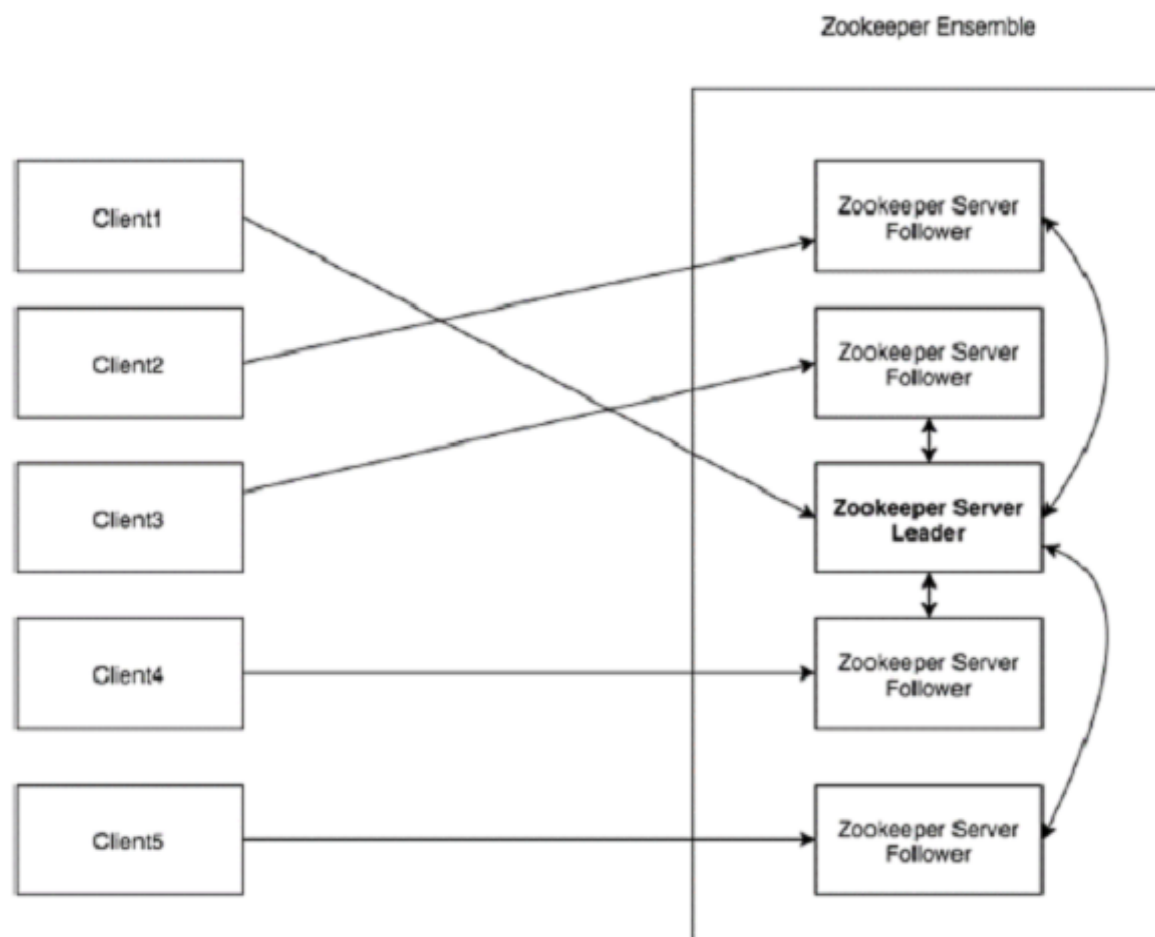 Zookeeper Ensemble
Client1
Zookeeper Server
Follower
Client2
Zookeeper Server
Follower
Client3
Zookeeper Server
Leader
Client4
Zookeeper Server
Follower
Client5
Zookeeper Server
Follower